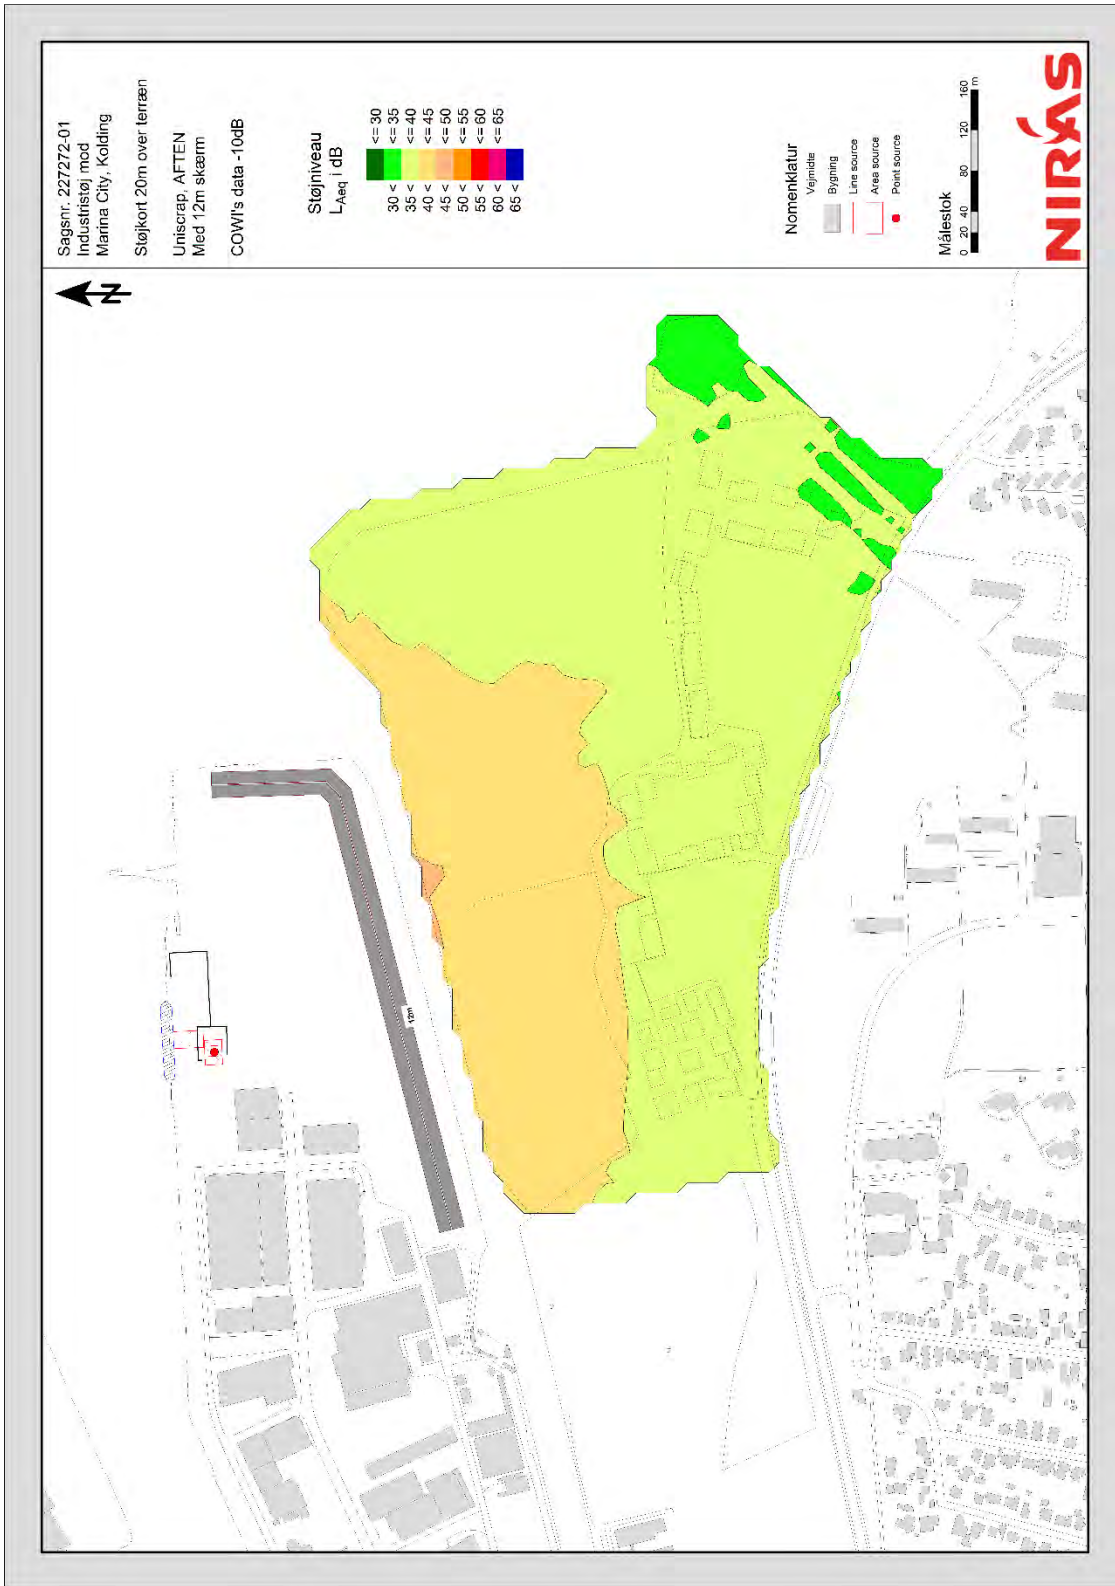 Sagsnr. 227272-01
Industristøj mod
Marina City, Kolding
Støjkort 20m over terræn
Uniscrap, AFTEN
Med 12m skærm
COWI's data -10dB
Støjniveau
LAeq i dB
<= 30
30 < <= 35
35 < <= 40
40 < <= 45
45 < <= 50
50 < <= 55
55 < <= 60
60 < <= 65
65 <
Nomenklatur
Vejmidte
Bygning
Line source
Area source
Point source
Målestok
0 20 40 80 120 160
m
NIRAS
N
12m